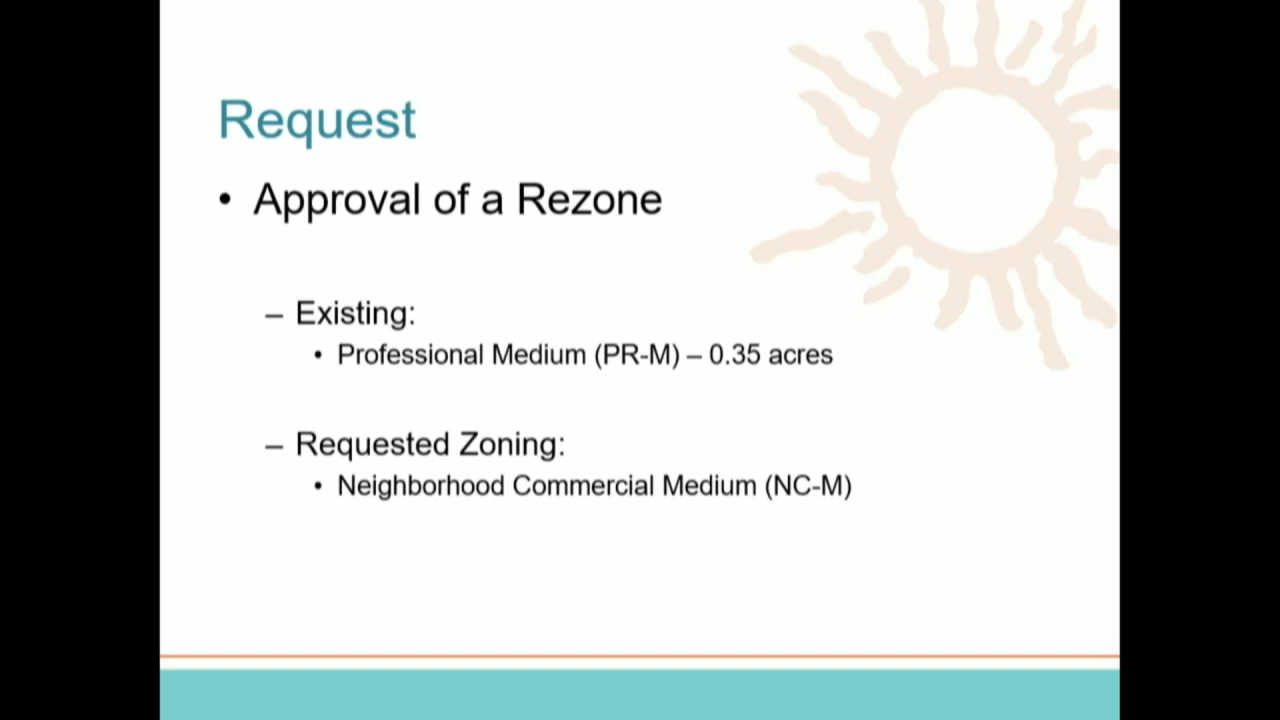 Request
• Approval of a Rezone
– Existing:
• Professional Medium (PR-M) – 0.35 acres
– Requested Zoning:
• Neighborhood Commercial Medium (NC-M)